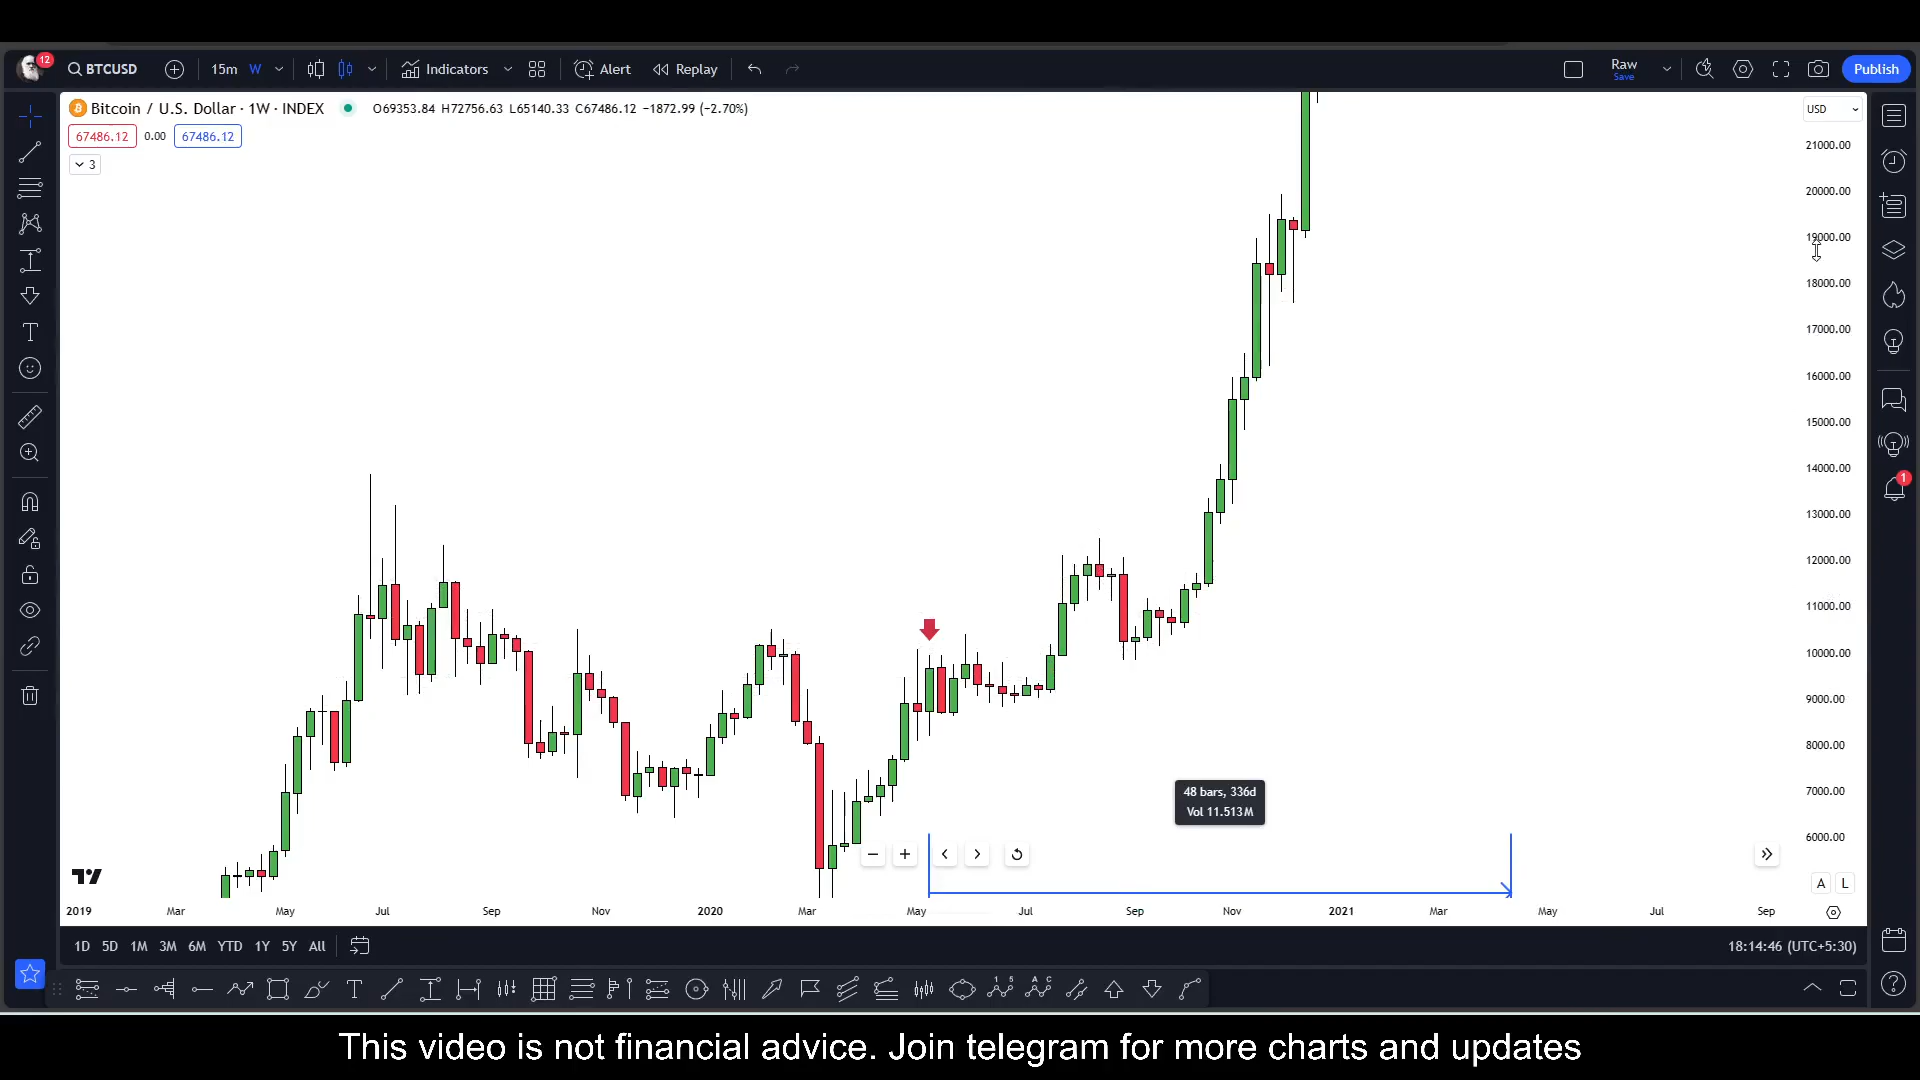 12
BTCUSD
15m
W
Indicators
Alert
Replay
Raw
Save
Publish
Bitcoin / U.S. Dollar · 1W · INDEX
O69353.84 H72756.63 L65140.33 C67486.12 −1872.99 (−2.70%)
USD
67486.12
0.00
67486.12
3
21000.00
20000.00
19000.00
18000.00
17000.00
16000.00
15000.00
14000.00
13000.00
12000.00
11000.00
10000.00
9000.00
8000.00
7000.00
6000.00
1
48 bars, 336d
Vol 11.513M
A
L
2019
Mar
May
Jul
Sep
Nov
2020
Mar
May
Jul
Sep
Nov
2021
Mar
May
Jul
Sep
1D
5D
1M
3M
6M
YTD
1Y
5Y
All
18:14:46 (UTC+5:30)
This video is not financial advice. Join telegram for more charts and updates